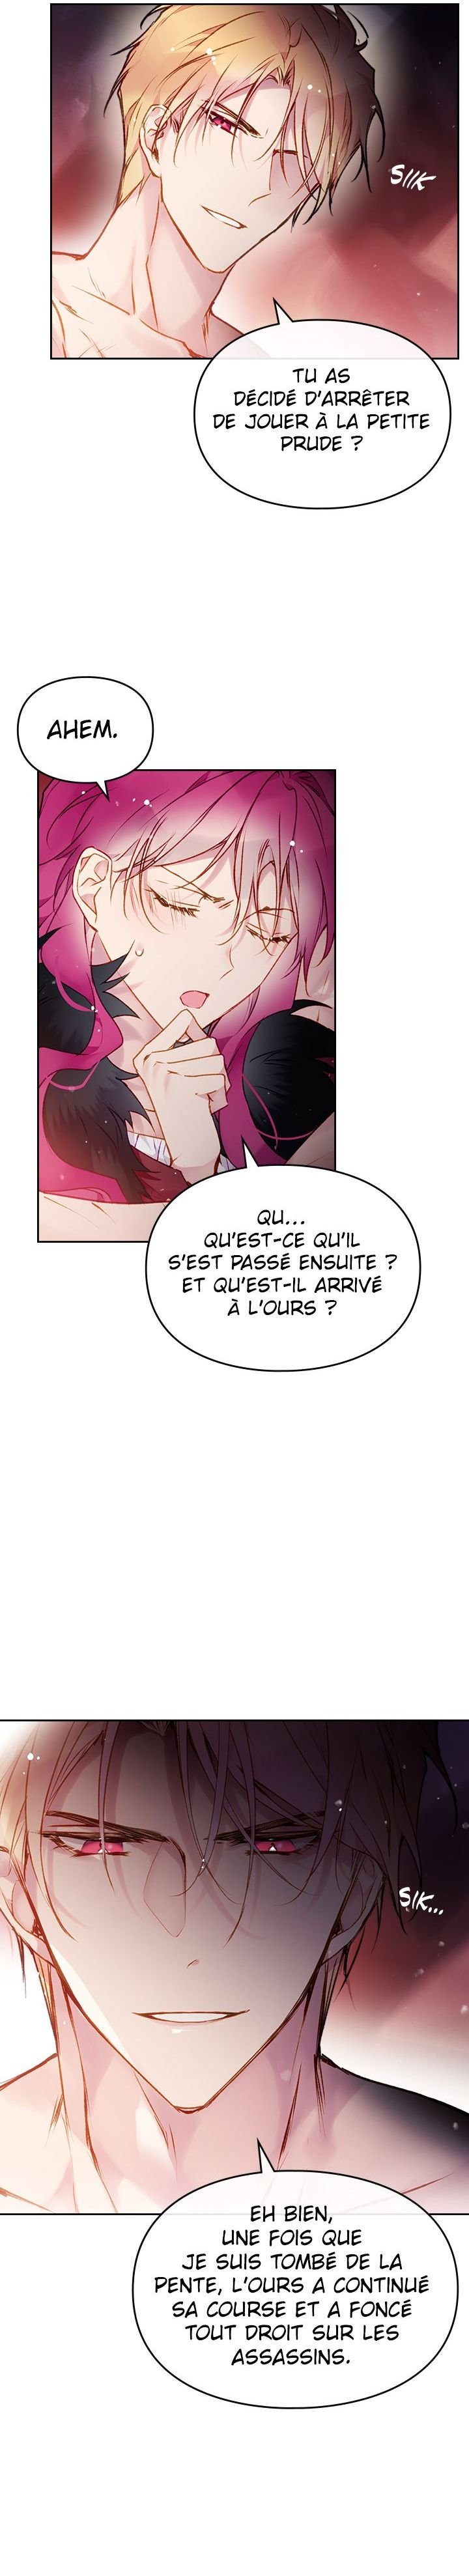 SIIK
TU AS
DÉCIDÉ D'ARRÊTER
DE JOUER À LA PETITE
PRUDE ?
AHEM.
QU...
QU'EST-CE QU'IL
S'EST PASSÉ ENSUITE ?
ET QU'EST-IL ARRIVÉ
À L'OURS ?
SIK...
EH BIEN,
UNE FOIS QUE
JE SUIS TOMBÉ DE LA
PENTE, L'OURS A CONTINUÉ
SA COURSE ET A FONCÉ
TOUT DROIT SUR LES
ASSASSINS.